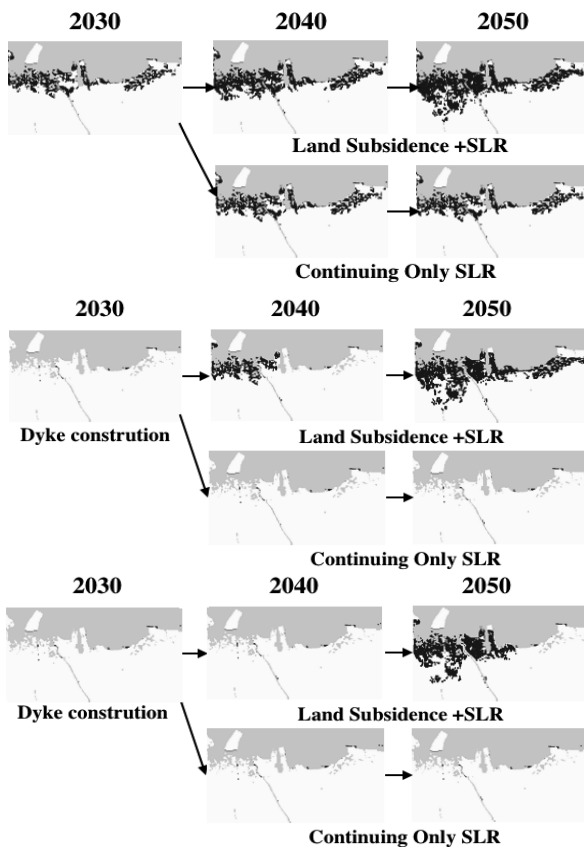 2030 2040 2050
Land Subsidence +SLR
Continuing Only SLR
2030 2040 2050
Dyke constrution Land Subsidence +SLR
Continuing Only SLR
2030 2040 2050
Dyke constrution Land Subsidence +SLR
Continuing Only SLR